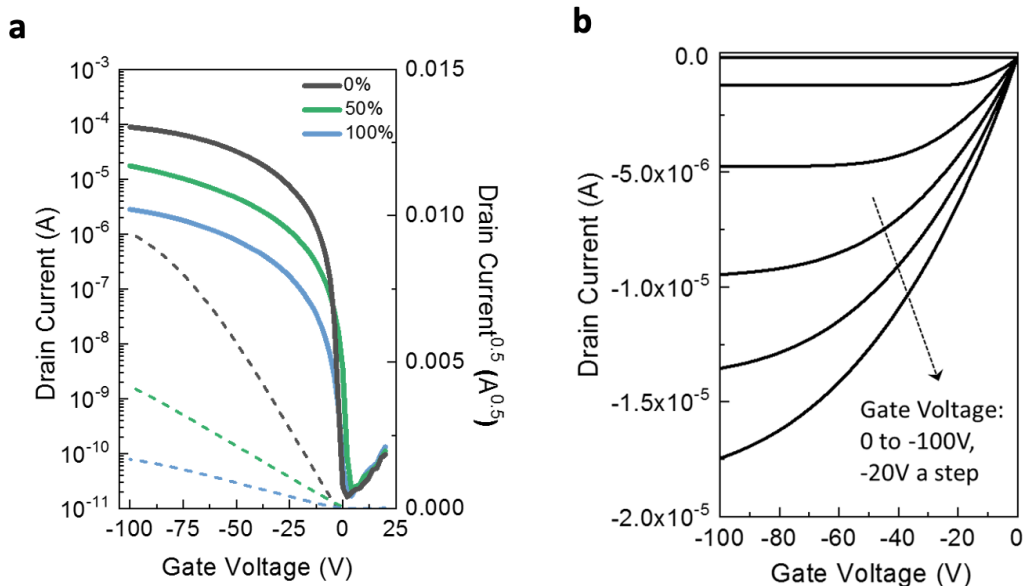 a
10-3
10-4
10-5
10-6
10-7
10-8
10-9
10-10
10-11
Drain Current (A)
0%
50%
100%
0.015
0.010
0.005
0.000
Drain Current0.5 (A0.5)
-100 -75 -50 -25 0 25
Gate Voltage (V)
b
0.0
-5.0x10-6
-1.0x10-5
-1.5x10-5
-2.0x10-5
Drain Current (A)
Gate Voltage:
0 to -100V,
-20V a step
-100 -80 -60 -40 -20 0
Gate Voltage (V)